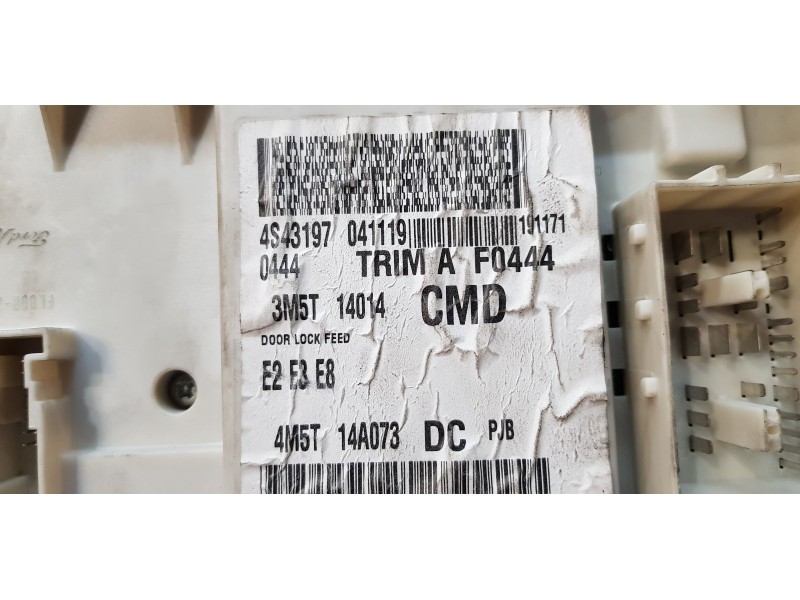 4S43197 041119 191171
0444 TRIM A F0444
3M5T 14014 CMD
DOOR LOCK FEED
E2 E3 E8
4M5T 14A073 DC PJB